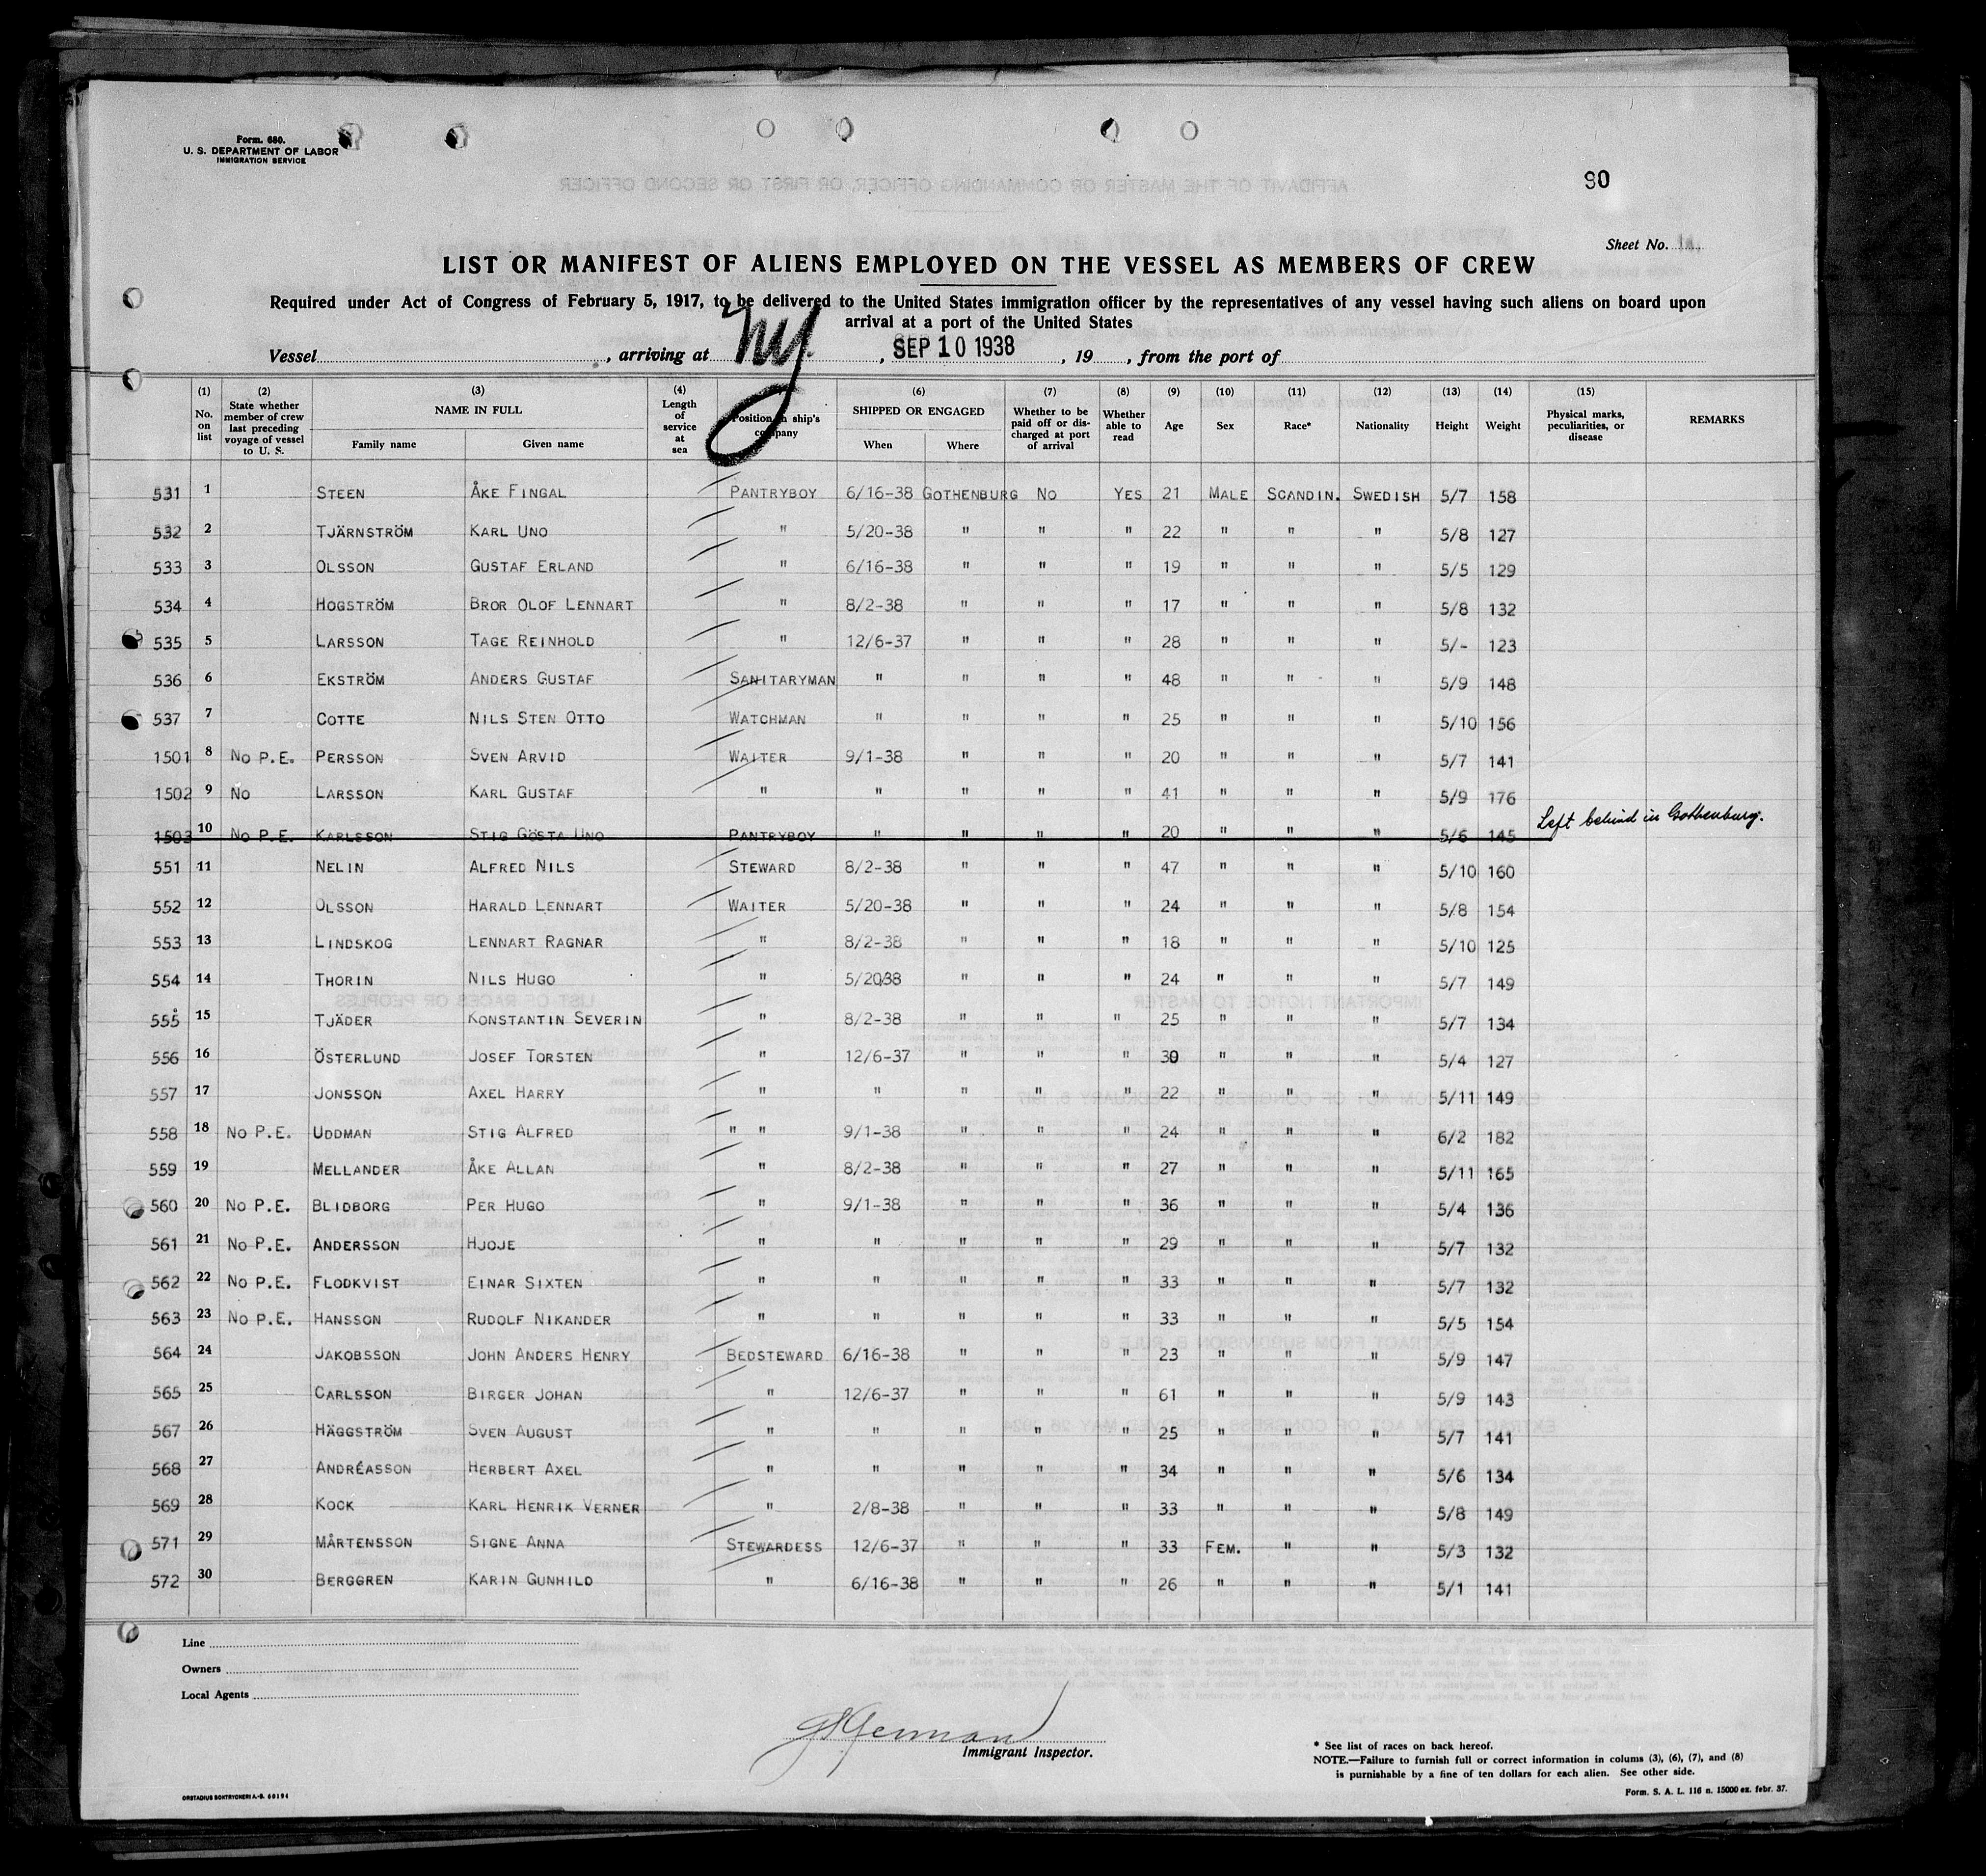 Form. 680.
U. S. DEPARTMENT OF LABOR
IMMIGRATION SERVICE
90
Sheet No.
LIST OR MANIFEST OF ALIENS EMPLOYED ON THE VESSEL AS MEMBERS OF CREW
Required under Act of Congress of February 5, 1917, to be delivered to the United States immigration officer by the representatives of any vessel having such aliens on board upon
arrival at a port of the United States
Vessel , arriving at Ny. , SEP 10 1938 , 19 , from the port of
(1) No. on list (2) State whether member of crew last preceding voyage of vessel to U. S. (3) NAME IN FULL Family name Given name (4) Length of service at sea Position in ship's company (6) SHIPPED OR ENGAGED When Where (7) Whether to be paid off or discharged at port of arrival (8) Whether able to read (9) Age (10) Sex (11) Race* (12) Nationality (13) Height (14) Weight (15) Physical marks, peculiarities, or disease REMARKS
531 1 STEEN ÅKE FINGAL PANTRYBOY 6/16-38 GOTHENBURG NO YES 21 MALE SCANDIN. SWEDISH 5/7 158
532 2 TJÄRNSTRÖM KARL UNO " 5/20-38 " " " 22 " " " 5/8 127
533 3 OLSSON GUSTAF ERLAND " 6/16-38 " " " 19 " " " 5/5 129
534 4 HOGSTRÖM BROR OLOF LENNART " 8/2-38 " " " 17 " " " 5/8 132
535 5 LARSSON TAGE REINHOLD " 12/6-37 " " " 28 " " " 5/- 123
536 6 EKSTRÖM ANDERS GUSTAF SANITARYMAN " " " " 48 " " " 5/9 148
537 7 COTTE NILS STEN OTTO WATCHMAN " " " " 25 " " " 5/10 156
1501 8 NO P.E. PERSSON SVEN ARVID WAITER 9/1-38 " " " 20 " " " 5/7 141
1502 9 NO LARSSON KARL GUSTAF " " " " " 41 " " " 5/9 176
1503 10 NO P.E. KARLSSON STIG GÖSTA UNO PANTRYBOY " " " " 20 " " " 5/6 145 Left behind in Gothenburg.
551 11 NELIN ALFRED NILS STEWARD 8/2-38 " " " 47 " " " 5/10 160
552 12 OLSSON HARALD LENNART WAITER 5/20-38 " " " 24 " " " 5/8 154
553 13 LINDSKOG LENNART RAGNAR " 8/2-38 " " " 18 " " " 5/10 125
554 14 THORIN NILS HUGO " 5/20/38 " " " 24 " " " 5/7 149
555 15 TJÄDER KONSTANTIN SEVERIN " 8/2-38 " " " 25 " " " 5/7 134
556 16 ÖSTERLUND JOSEF TORSTEN " 12/6-37 " " " 30 " " " 5/4 127
557 17 JONSSON AXEL HARRY " " " " " 22 " " " 5/11 149
558 18 NO P.E. UDDMAN STIG ALFRED " " 9/1-38 " " " 24 " " " 6/2 182
559 19 MELLANDER ÅKE ALLAN " 8/2-38 " " " 27 " " " 5/11 165
560 20 NO P.E. BLIDBORG PER HUGO " 9/1-38 " " " 36 " " " 5/4 136
561 21 NO P.E. ANDERSSON HJOJE " " " " " 29 " " " 5/7 132
562 22 NO P.E. FLODKVIST EINAR SIXTEN " " " " " 33 " " " 5/7 132
563 23 NO P.E. HANSSON RUDOLF NIKANDER " " " " " 33 " " " 5/5 154
564 24 JAKOBSSON JOHN ANDERS HENRY BEDSTEWARD 6/16-38 " " " 23 " " " 5/9 147
565 25 CARLSSON BIRGER JOHAN " 12/6-37 " " " 61 " " " 5/9 143
567 26 HÄGGSTRÖM SVEN AUGUST " " " " " 25 " " " 5/7 141
568 27 ANDRÉASSON HERBERT AXEL " " " " " 34 " " " 5/6 134
569 28 KOCK KARL HENRIK VERNER " 2/8-38 " " " 33 " " " 5/8 149
571 29 MÅRTENSSON SIGNE ANNA STEWARDESS 12/6-37 " " " 33 FEM. " " 5/3 132
572 30 BERGGREN KARIN GUNHILD " 6/16-38 " " " 26 " " " 5/1 141
Line
Owners
Local Agents
Immigrant Inspector.
* See list of races on back hereof.
NOTE.—Failure to furnish full or correct information in colums (3), (6), (7), and (8)
is punishable by a fine of ten dollars for each alien. See other side.
ORSTADIUS BOKTRYCKERI A.-B. 60194
Form. S. A. L. 116 n. 15000 ex. febr. 37.